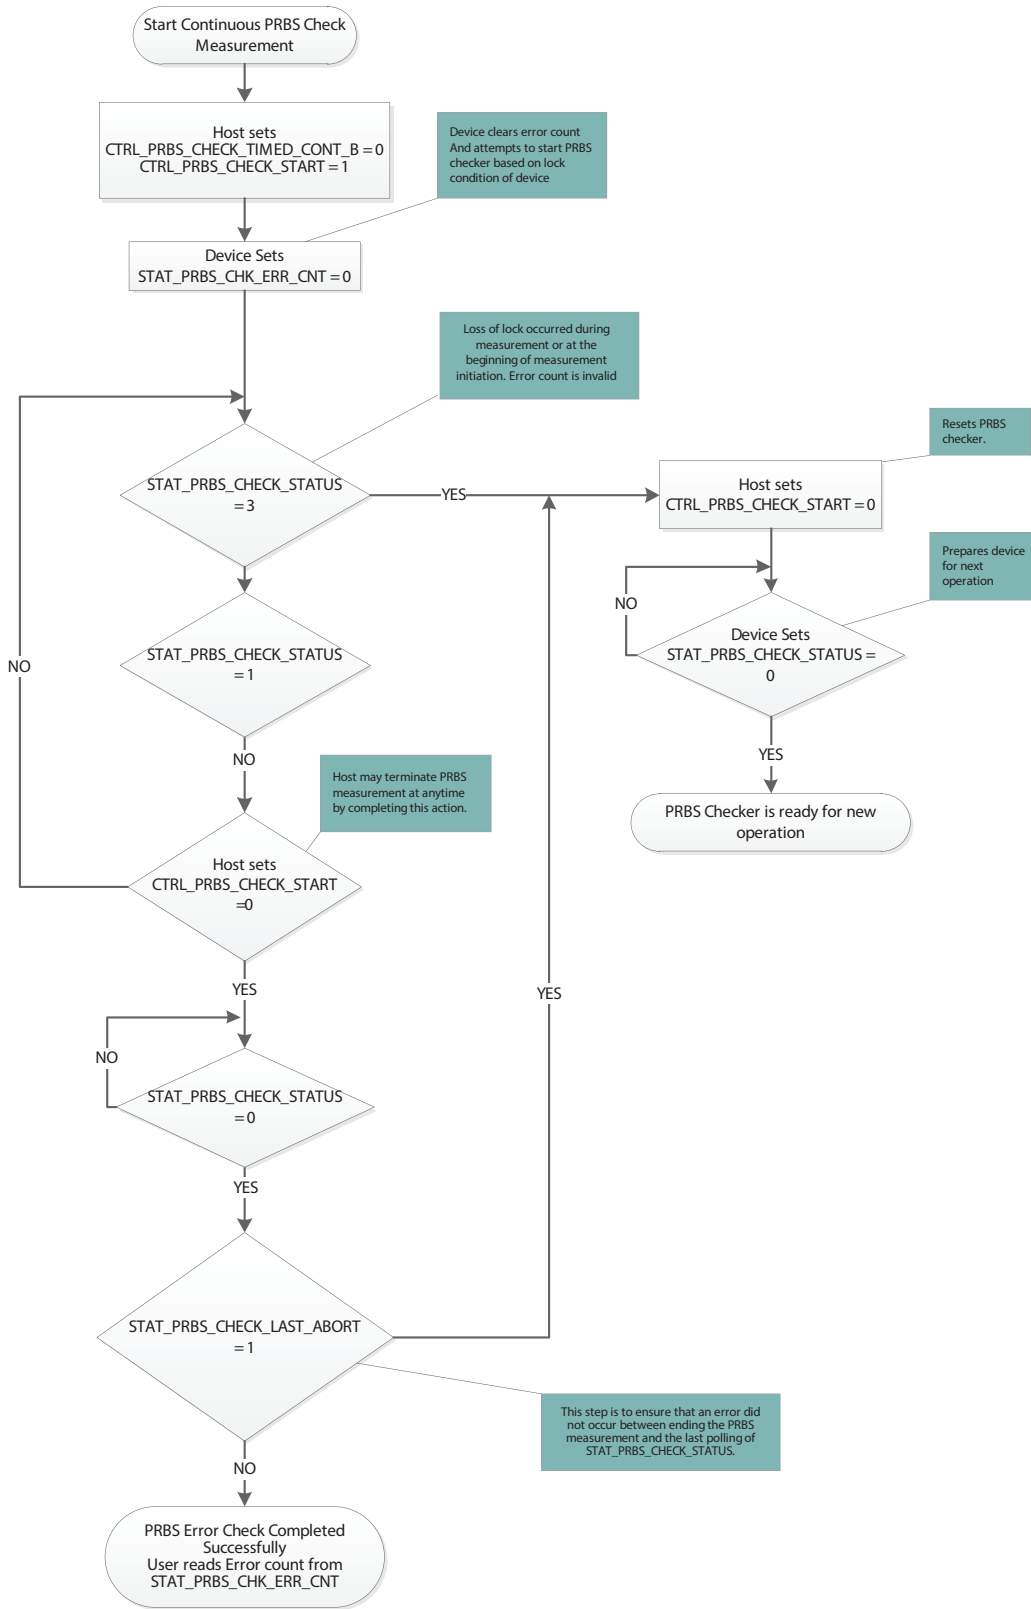 Start Continuous PRBS Check
Measurement
Host sets
CTRL_PRBS_CHECK_TIMED_CONT_B = 0
CTRL_PRBS_CHECK_START = 1
Device clears error count
And attempts to start PRBS
checker based on lock
condition of device
Device Sets
STAT_PRBS_CHK_ERR_CNT = 0
Loss of lock occurred during
measurement or at the
beginning of measurement
initiation. Error count is invalid
STAT_PRBS_CHECK_STATUS
= 3
YES
Resets PRBS
checker.
Host sets
CTRL_PRBS_CHECK_START = 0
Prepares device
for next
operation
NO
Device Sets
STAT_PRBS_CHECK_STATUS =
0
YES
PRBS Checker is ready for new
operation
NO
STAT_PRBS_CHECK_STATUS
= 1
NO
Host may terminate PRBS
measurement at anytime
by completing this action.
Host sets
CTRL_PRBS_CHECK_START
=0
YES
YES
NO
STAT_PRBS_CHECK_STATUS
= 0
YES
STAT_PRBS_CHECK_LAST_ABORT
= 1
This step is to ensure that an error did
not occur between ending the PRBS
measurement and the last polling of
STAT_PRBS_CHECK_STATUS.
NO
PRBS Error Check Completed
Successfully
User reads Error count from
STAT_PRBS_CHK_ERR_CNT